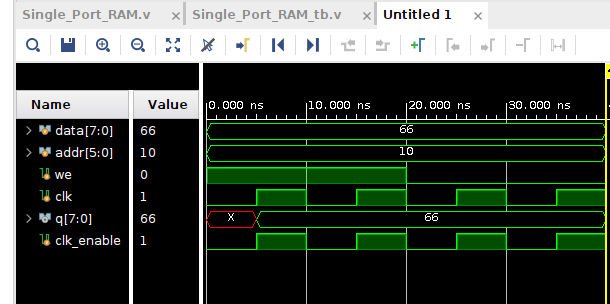 Single_Port_RAM.v × Single_Port_RAM_tb.v × Untitled 1 ×
Name Value 0.000 ns 10.000 ns 20.000 ns 30.000 ns
data[7:0] 66 66
addr[5:0] 10 10
we 0
clk 1
q[7:0] 66 X 66
clk_enable 1